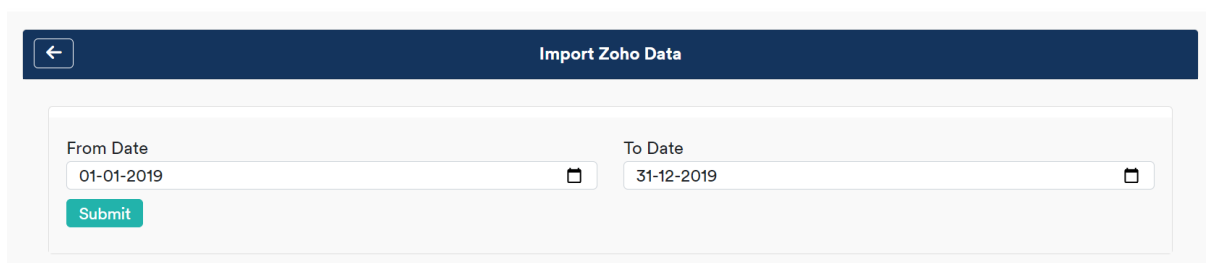 Import Zoho Data
From Date
To Date
01-01-2019
31-12-2019
Submit